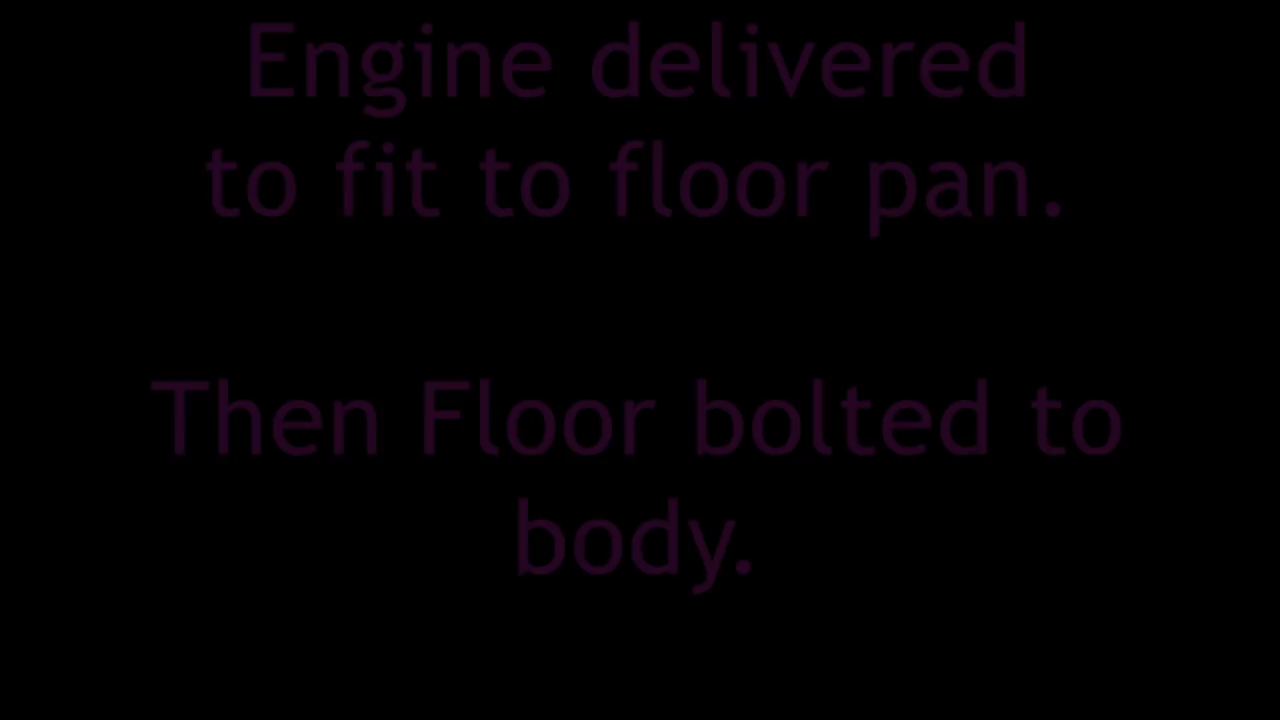 Engine delivered
to fit to floor pan.
Then Floor bolted to
body.